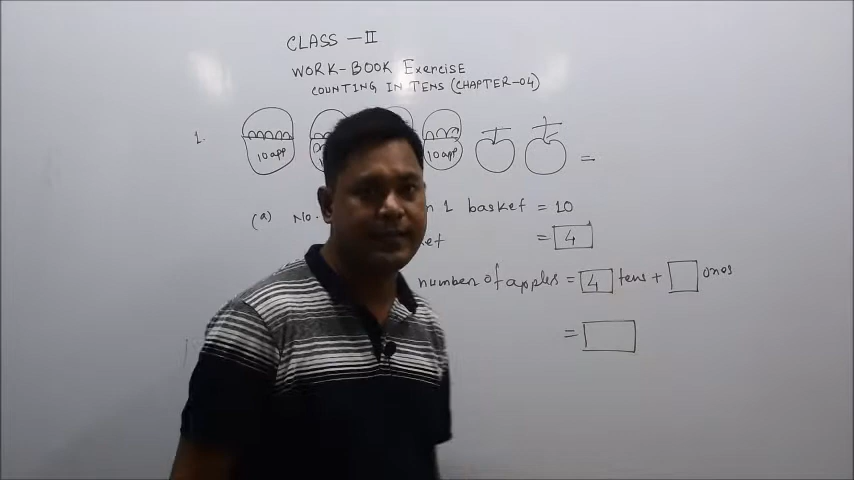 CLASS - II
WORK-BOOK Exercise
COUNTING IN TENS (CHAPTER-04)
1. 10 app 10 app =
(a) No. n 1 basket = 10
ket = 4
number of apples = 4 tens + ones
=